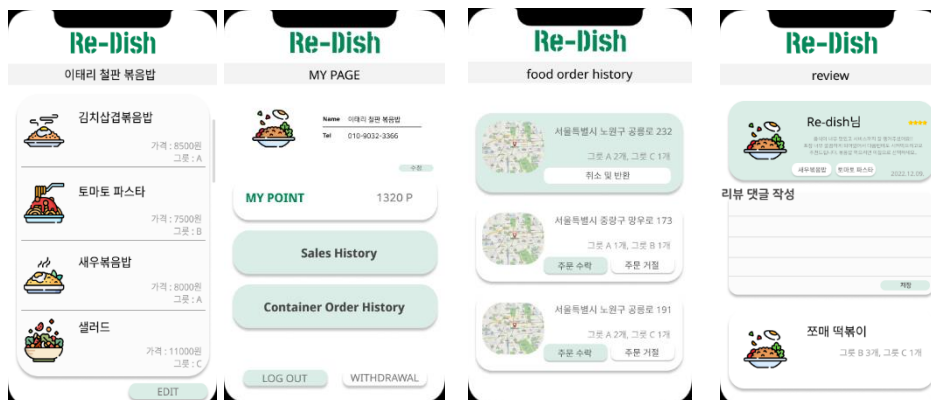 Re-Dish
이태리 철판 볶음밥
김치삼겹볶음밥
가격 : 8500원
그릇 : A
토마토 파스타
가격 : 7500원
그릇 : B
새우볶음밥
가격 : 8000원
그릇 : A
샐러드
가격 : 11000원
그릇 : C
EDIT
Re-Dish
MY PAGE
Name 이태리 철판 볶음밥
Tel 010-9032-3366
수정
MY POINT 1320 P
Sales History
Container Order History
LOG OUT WITHDRAWAL
Re-Dish
food order history
서울특별시 노원구 공릉로 232
그릇 A 2개, 그릇 C 1개
취소 및 반환
서울특별시 중랑구 망우로 173
그릇 A 1개, 그릇 B 1개
주문 수락 주문 거절
서울특별시 노원구 공릉로 191
그릇 A 2개, 그릇 C 1개
주문 수락 주문 거절
Re-Dish
review
Re-dish님
새우볶음밥 토마토 파스타 2022.12.09.
리뷰 댓글 작성
저장
쪼매 떡볶이
그릇 B 3개, 그릇 C 1개